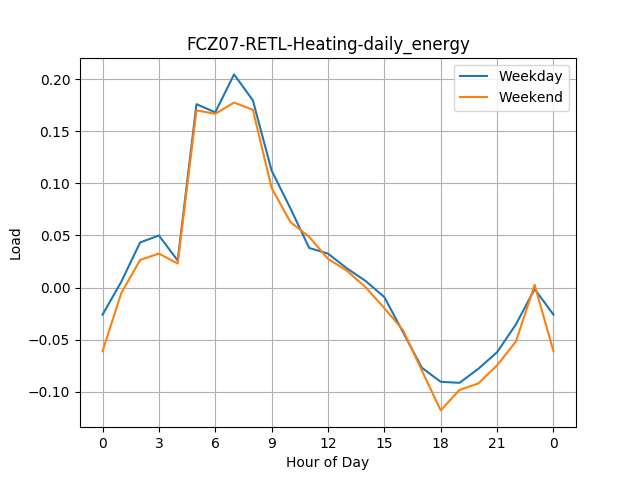 FCZ07-RETL-Heating-daily_energy
Weekday
Weekend
Load
0.20
0.15
0.10
0.05
0.00
−0.05
−0.10
0 3 6 9 12 15 18 21 0
Hour of Day